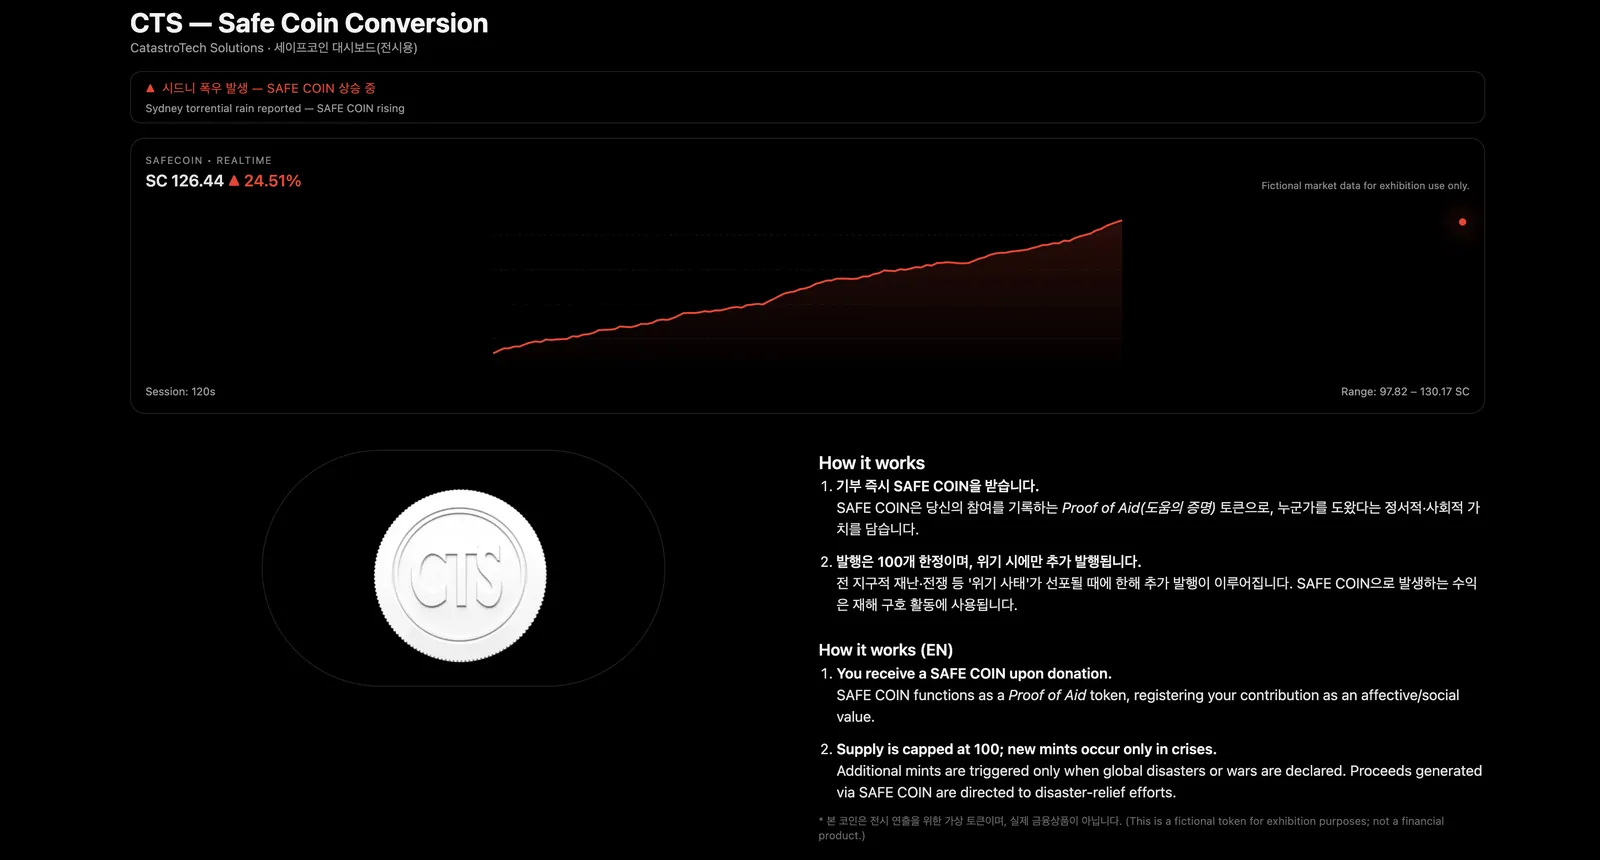 CTS — Safe Coin Conversion
CatastroTech Solutions · 세이프코인 대시보드(전시용)
▲ 시드니 폭우 발생 — SAFE COIN 상승 중
Sydney torrential rain reported — SAFE COIN rising
SAFECOIN • REALTIME
SC 126.44 ▲ 24.51%
Fictional market data for exhibition use only.
Session: 120s
Range: 97.82 – 130.17 SC
CTS
How it works
1. 기부 즉시 SAFE COIN을 받습니다.
SAFE COIN은 당신의 참여를 기록하는 Proof of Aid(도움의 증명) 토큰으로, 누군가를 도왔다는 정서적·사회적 가
치를 담습니다.
2. 발행은 100개 한정이며, 위기 시에만 추가 발행됩니다.
전 지구적 재난·전쟁 등 '위기 사태'가 선포될 때에 한해 추가 발행이 이루어집니다. SAFE COIN으로 발생하는 수익
은 재해 구호 활동에 사용됩니다.
How it works (EN)
1. You receive a SAFE COIN upon donation.
SAFE COIN functions as a Proof of Aid token, registering your contribution as an affective/social
value.
2. Supply is capped at 100; new mints occur only in crises.
Additional mints are triggered only when global disasters or wars are declared. Proceeds generated
via SAFE COIN are directed to disaster-relief efforts.
* 본 코인은 전시 연출을 위한 가상 토큰이며, 실제 금융상품이 아닙니다. (This is a fictional token for exhibition purposes; not a financial
product.)